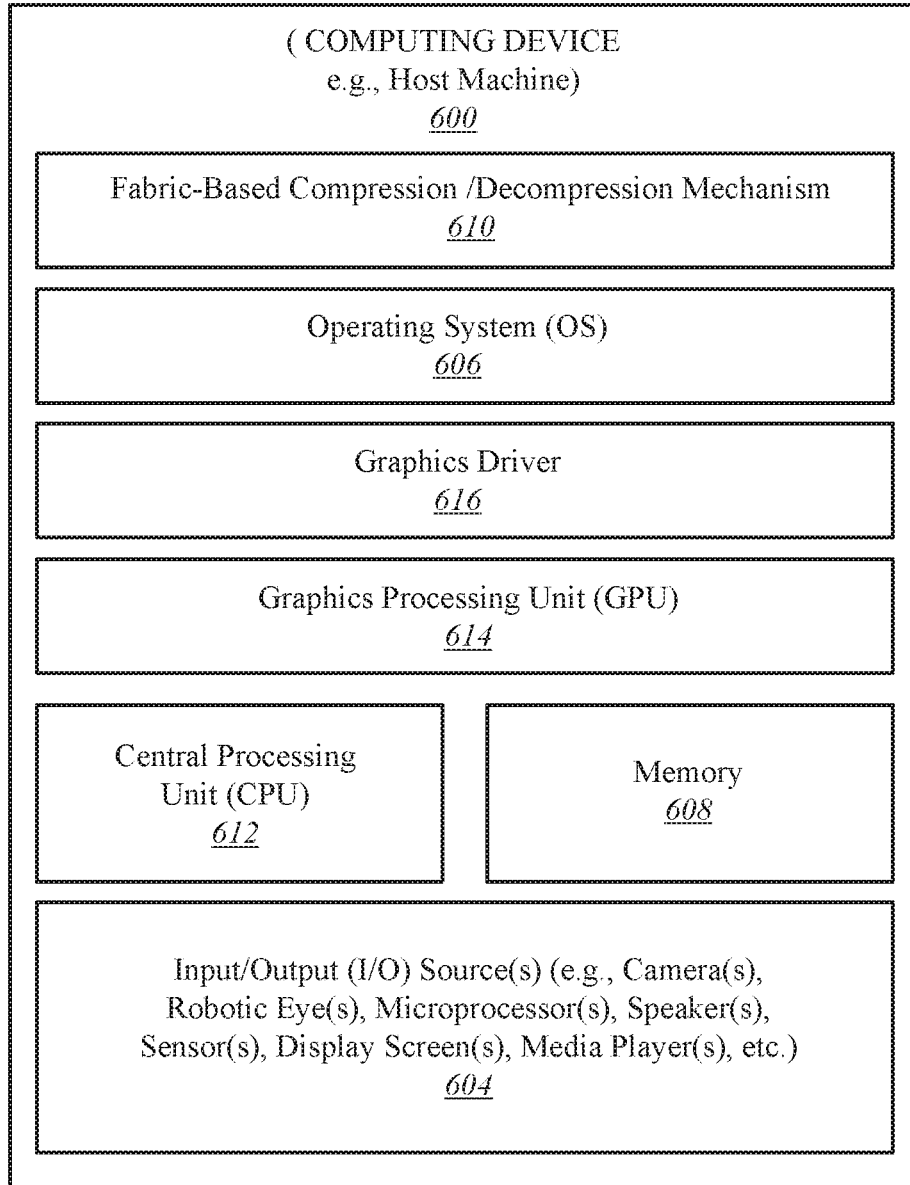 ( COMPUTING DEVICE
e.g., Host Machine)
600
Fabric-Based Compression /Decompression Mechanism
610
Operating System (OS)
606
Graphics Driver
616
Graphics Processing Unit (GPU)
614
Central Processing
Unit (CPU)
612
Memory
608
Input/Output (I/O) Source(s) (e.g., Camera(s),
Robotic Eye(s), Microprocessor(s), Speaker(s),
Sensor(s), Display Screen(s), Media Player(s), etc.)
604